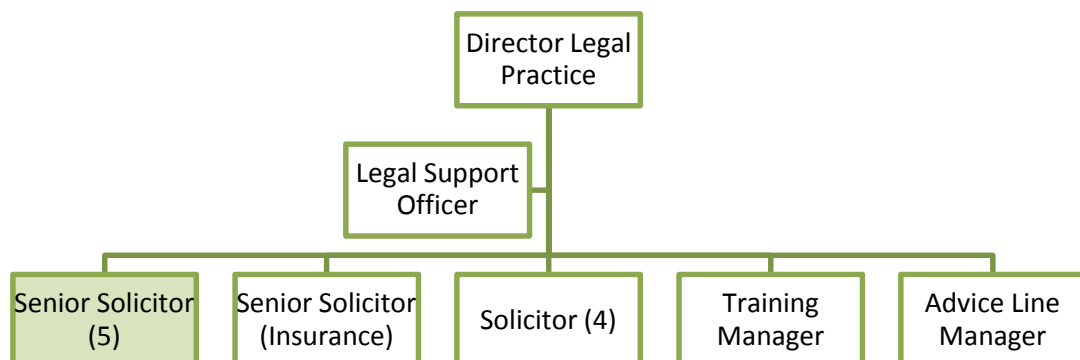 Director Legal
Practice
Legal Support
Officer
Senior Solicitor
(5)
Senior Solicitor
(Insurance)
Solicitor (4)
Training
Manager
Advice Line
Manager